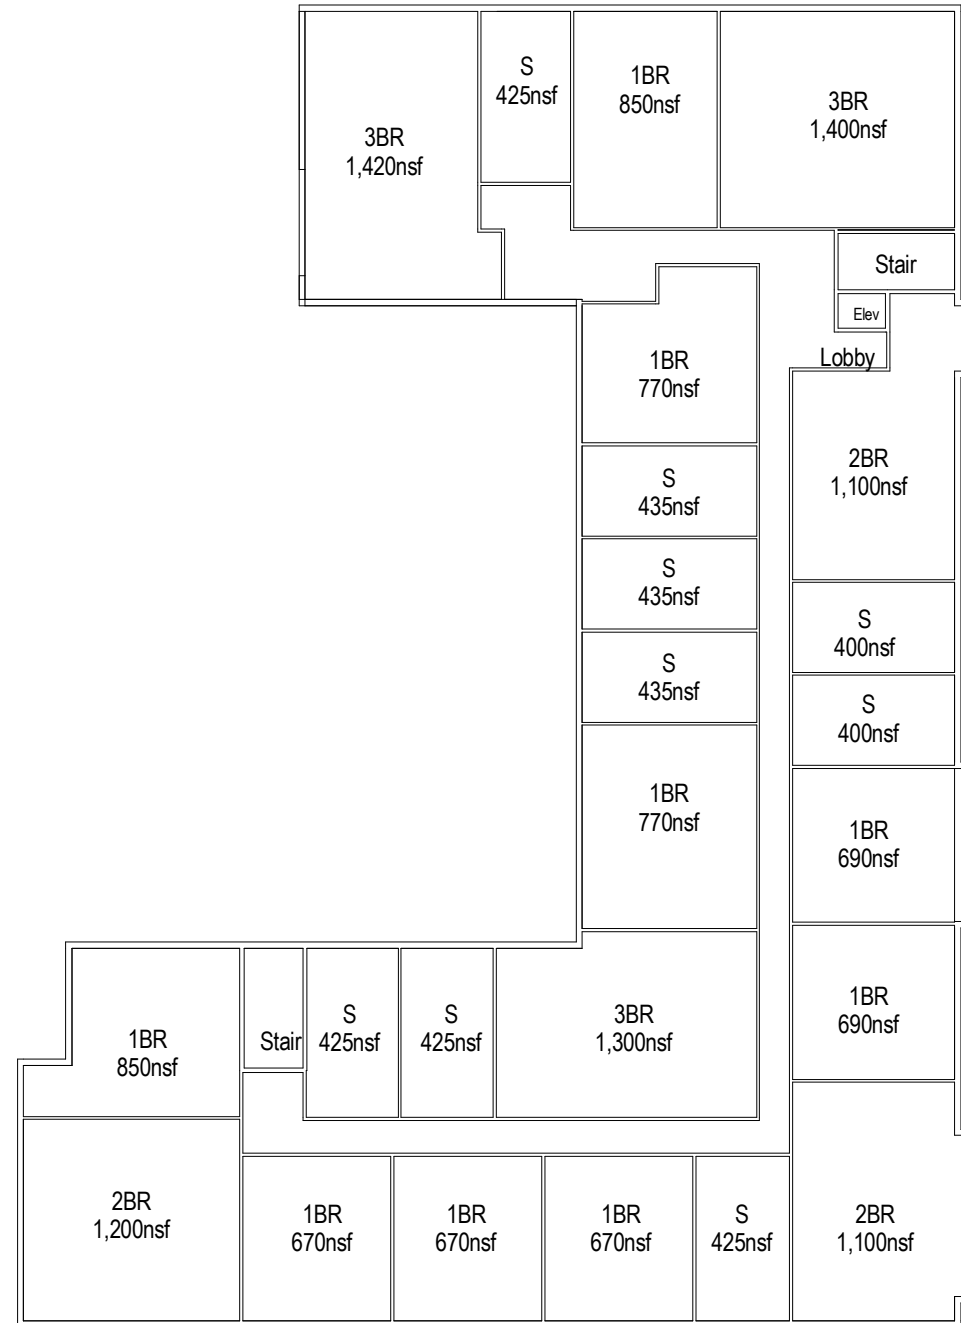 S
425nsf
1BR
850nsf
3BR
1,400nsf
3BR
1,420nsf
Stair
Elev
Lobby
1BR
770nsf
2BR
1,100nsf
S
435nsf
S
435nsf
S
400nsf
S
435nsf
S
400nsf
1BR
770nsf
1BR
690nsf
1BR
690nsf
1BR
850nsf
Stair
S
425nsf
S
425nsf
3BR
1,300nsf
2BR
1,200nsf
1BR
670nsf
1BR
670nsf
1BR
670nsf
S
425nsf
2BR
1,100nsf